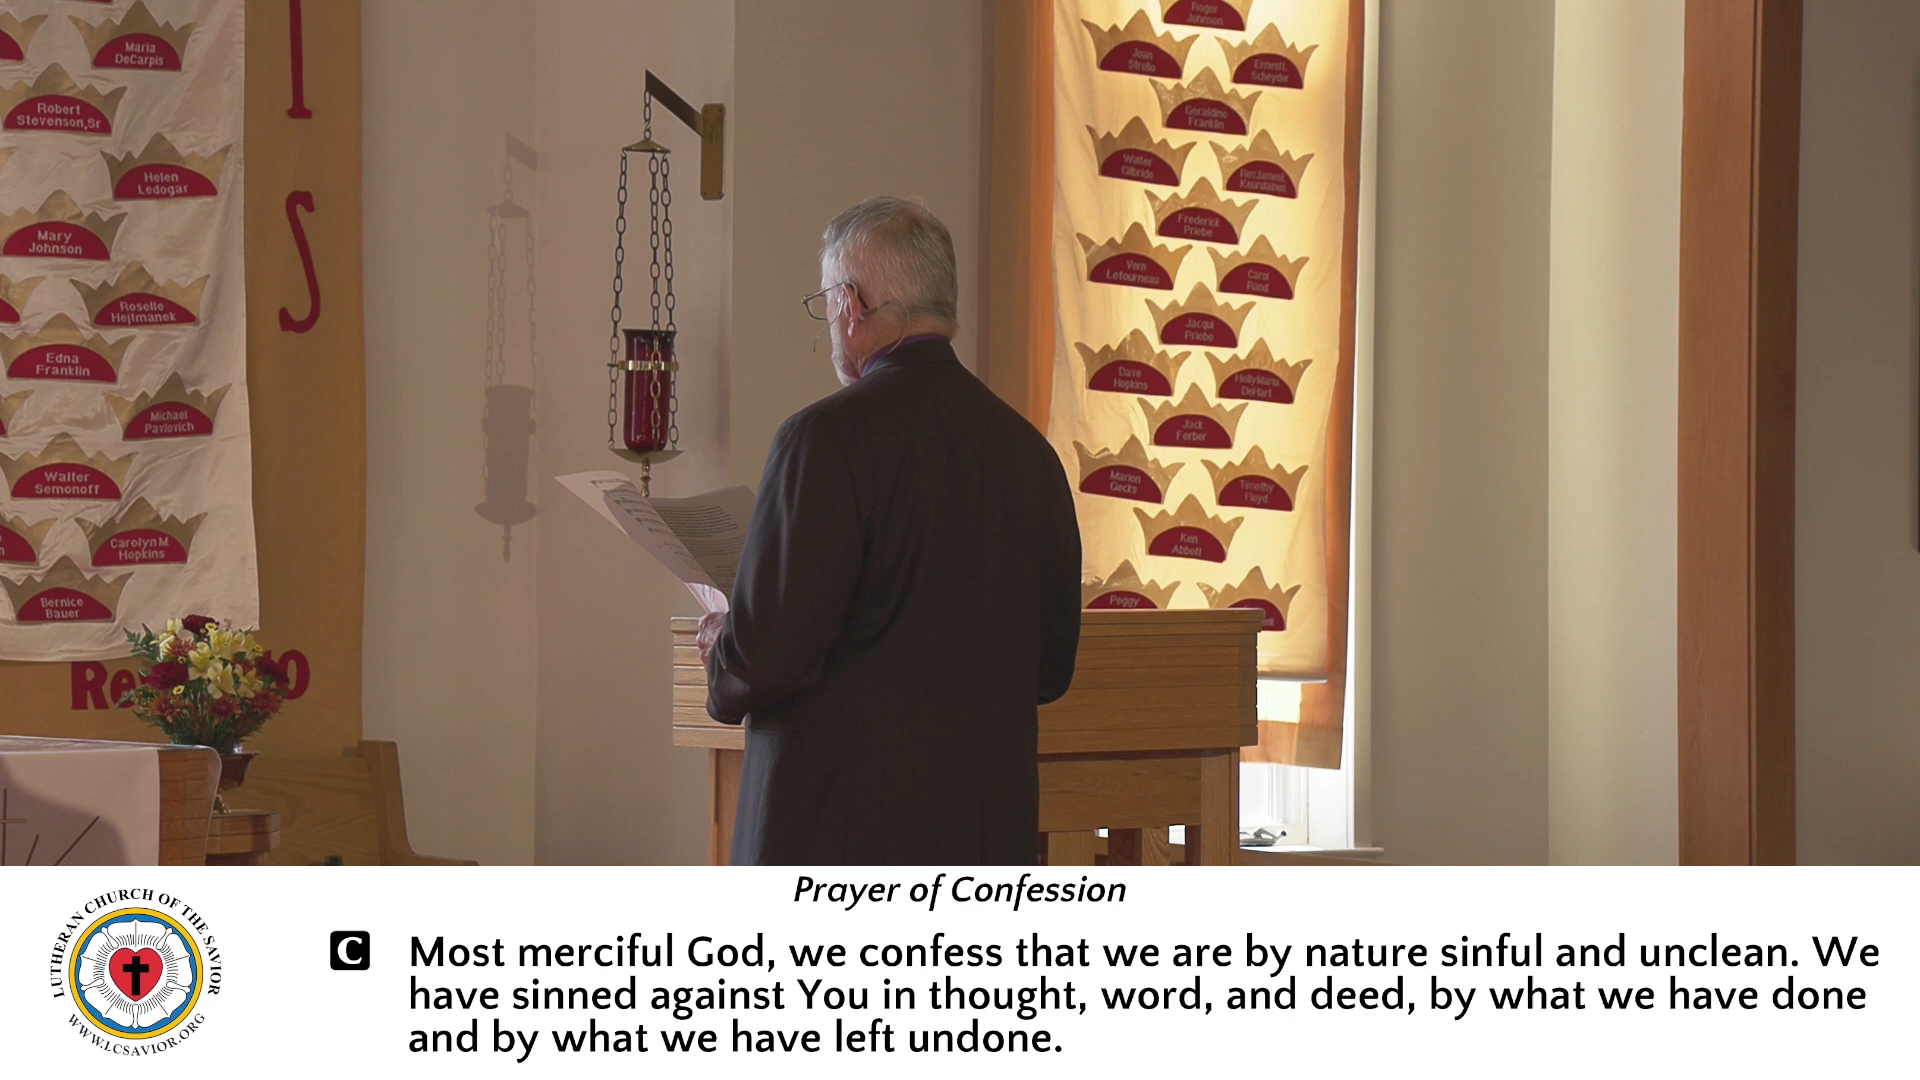 Maria
DeCarpis
Robert
Stevenson,Sr
Helen
Ledogar
Mary
Johnson
Roselle
Hejtmanek
Edna
Franklin
Michael
Pavlovich
Walter
Semonoff
Carolyn M
Hopkins
Bernice
Bauer
I
S
Re
Roger
Johnson
Joan
Strollo
Ernest L
Scheyder
Geraldine
Franklin
Walter
Gilbride
Frederick
Priebe
Vern
Letourneau
Carol
Rand
Jacqui
Priebe
Dave
Hopkins
Holly Maria
DeHart
Jack
Ferber
Marion
Gecks
Timothy
Floyd
Ken
Abbott
Peggy
Prayer of Confession
C Most merciful God, we confess that we are by nature sinful and unclean. We
have sinned against You in thought, word, and deed, by what we have done
and by what we have left undone.
LUTHERAN CHURCH OF THE SAVIOR
WWW.LCSAVIOR.ORG